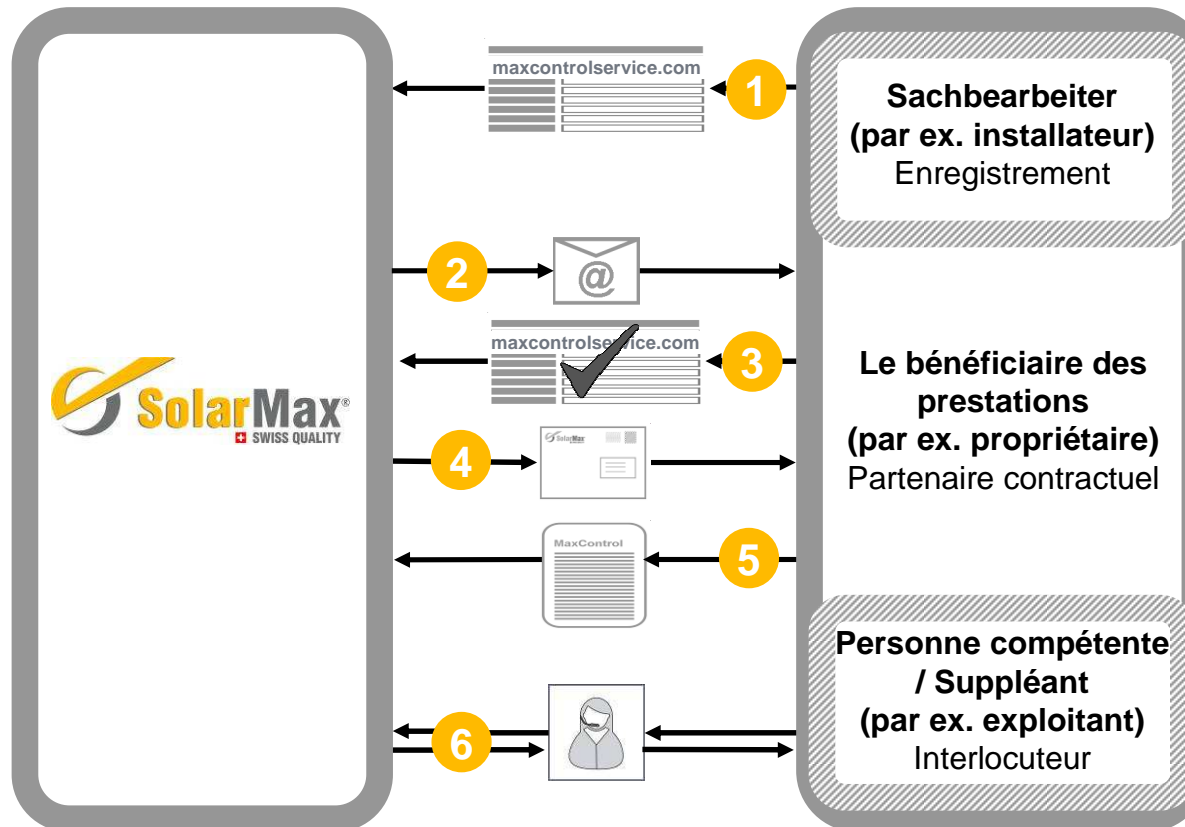 maxcontrolservice.com
1
Sachbearbeiter
(par ex. installateur)
Enregistrement
2
@
maxcontrolservice.com
3
SolarMax®
SWISS QUALITY
Le bénéficiaire des
prestations
(par ex. propriétaire)
Partenaire contractuel
4
SolarMax
MaxControl
5
Personne compétente
/ Suppléant
(par ex. exploitant)
Interlocuteur
6